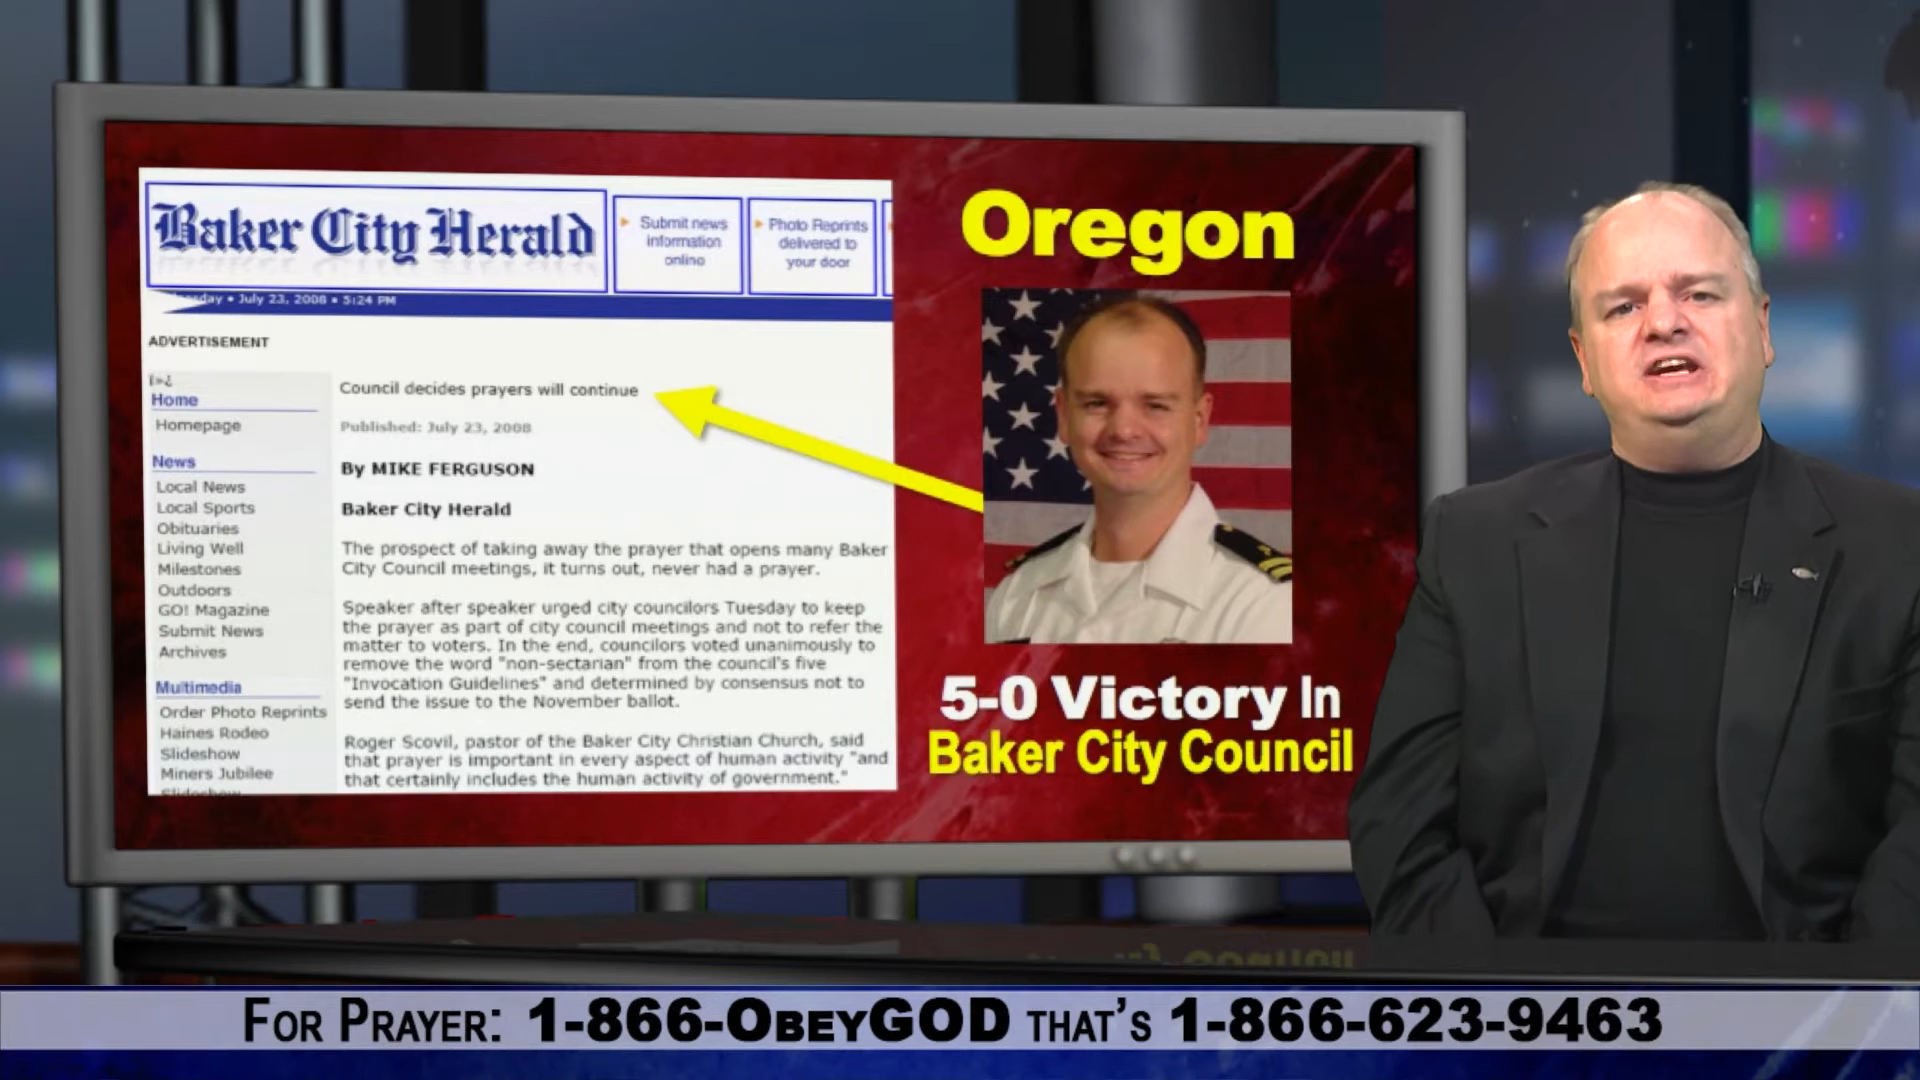 Baker City Herald
Submit news
information
online
Photo Reprints
delivered to
your door
sday • July 23, 2008 • 5:24 PM
ADVERTISEMENT
Home
Homepage
News
Local News
Local Sports
Obituaries
Living Well
Milestones
Outdoors
GO! Magazine
Submit News
Archives
Multimedia
Order Photo Reprints
Haines Rodeo
Slideshow
Miners Jubilee
Slideshow
Council decides prayers will continue
Published: July 23, 2008
By MIKE FERGUSON
Baker City Herald
The prospect of taking away the prayer that opens many Baker
City Council meetings, it turns out, never had a prayer.
Speaker after speaker urged city councilors Tuesday to keep
the prayer as part of city council meetings and not to refer the
matter to voters. In the end, councilors voted unanimously to
remove the word "non-sectarian" from the council's five
"Invocation Guidelines" and determined by consensus not to
send the issue to the November ballot.
Roger Scovil, pastor of the Baker City Christian Church, said
that prayer is important in every aspect of human activity "and
that certainly includes the human activity of government."
Oregon
5-0 Victory In
Baker City Council
FOR PRAYER: 1-866-OBEYGOD THAT'S 1-866-623-9463